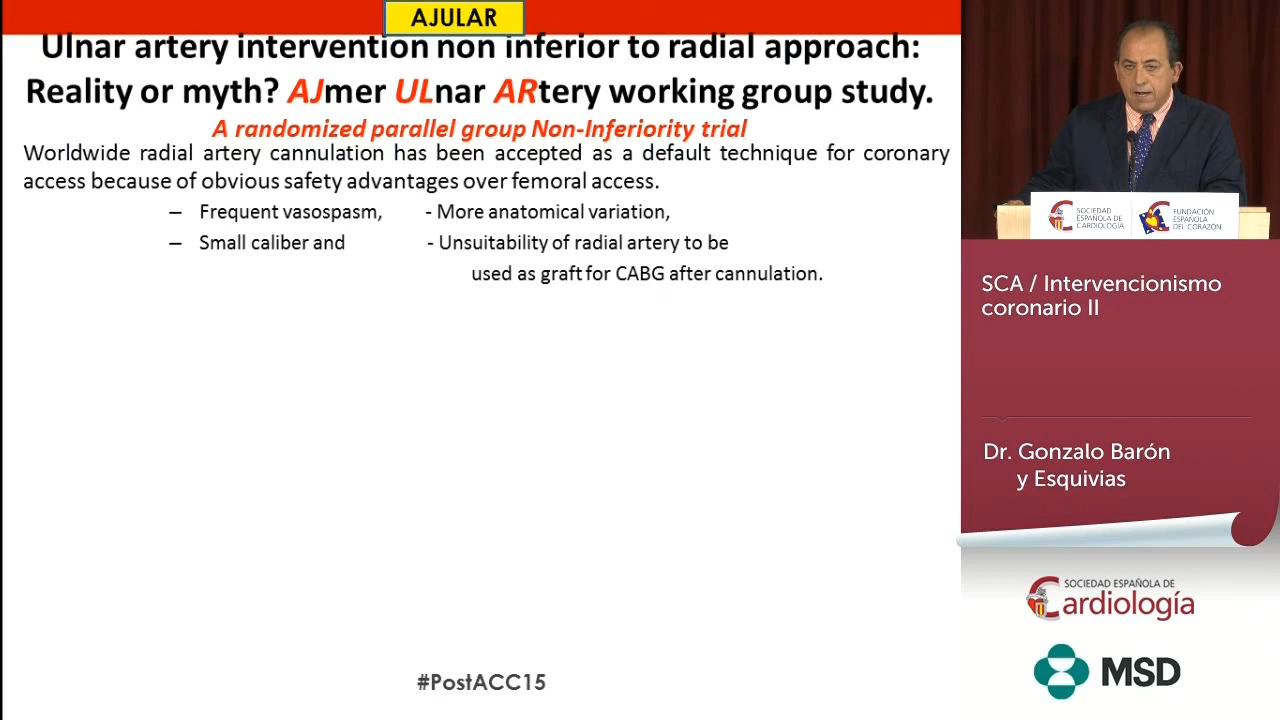 AJULAR
Ulnar artery intervention non inferior to radial approach:
Reality or myth? AJmer ULnar ARtery working group study.
A randomized parallel group Non-Inferiority trial
Worldwide radial artery cannulation has been accepted as a default technique for coronary
access because of obvious safety advantages over femoral access.
– Frequent vasospasm, - More anatomical variation,
– Small caliber and - Unsuitability of radial artery to be
used as graft for CABG after cannulation.
#PostACC15
SOCIEDAD
ESPAÑOLA DE
CARDIOLOGÍA
FUNDACIÓN
ESPAÑOLA
DEL CORAZÓN
SCA / Intervencionismo
coronario II
Dr. Gonzalo Barón
y Esquivias
SOCIEDAD ESPAÑOLA DE
Cardiología
MSD